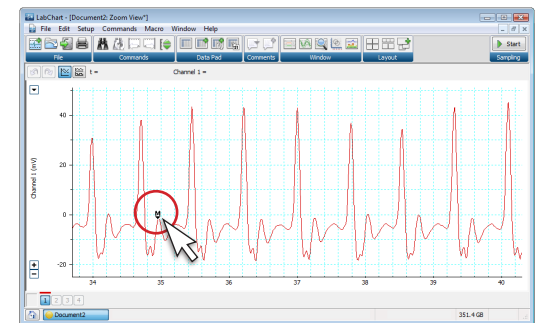 LabChart - [Document2: Zoom View*]
File Edit Setup Commands Macro Window Help
Start
File Commands Data Pad Comments Window Layout Sampling
t = Channel 1 =
40
20
0
-20
Channel 1 (mV)
M
34 35 36 37 38 39 40
1 2 3 4
Document2 351.4 GB